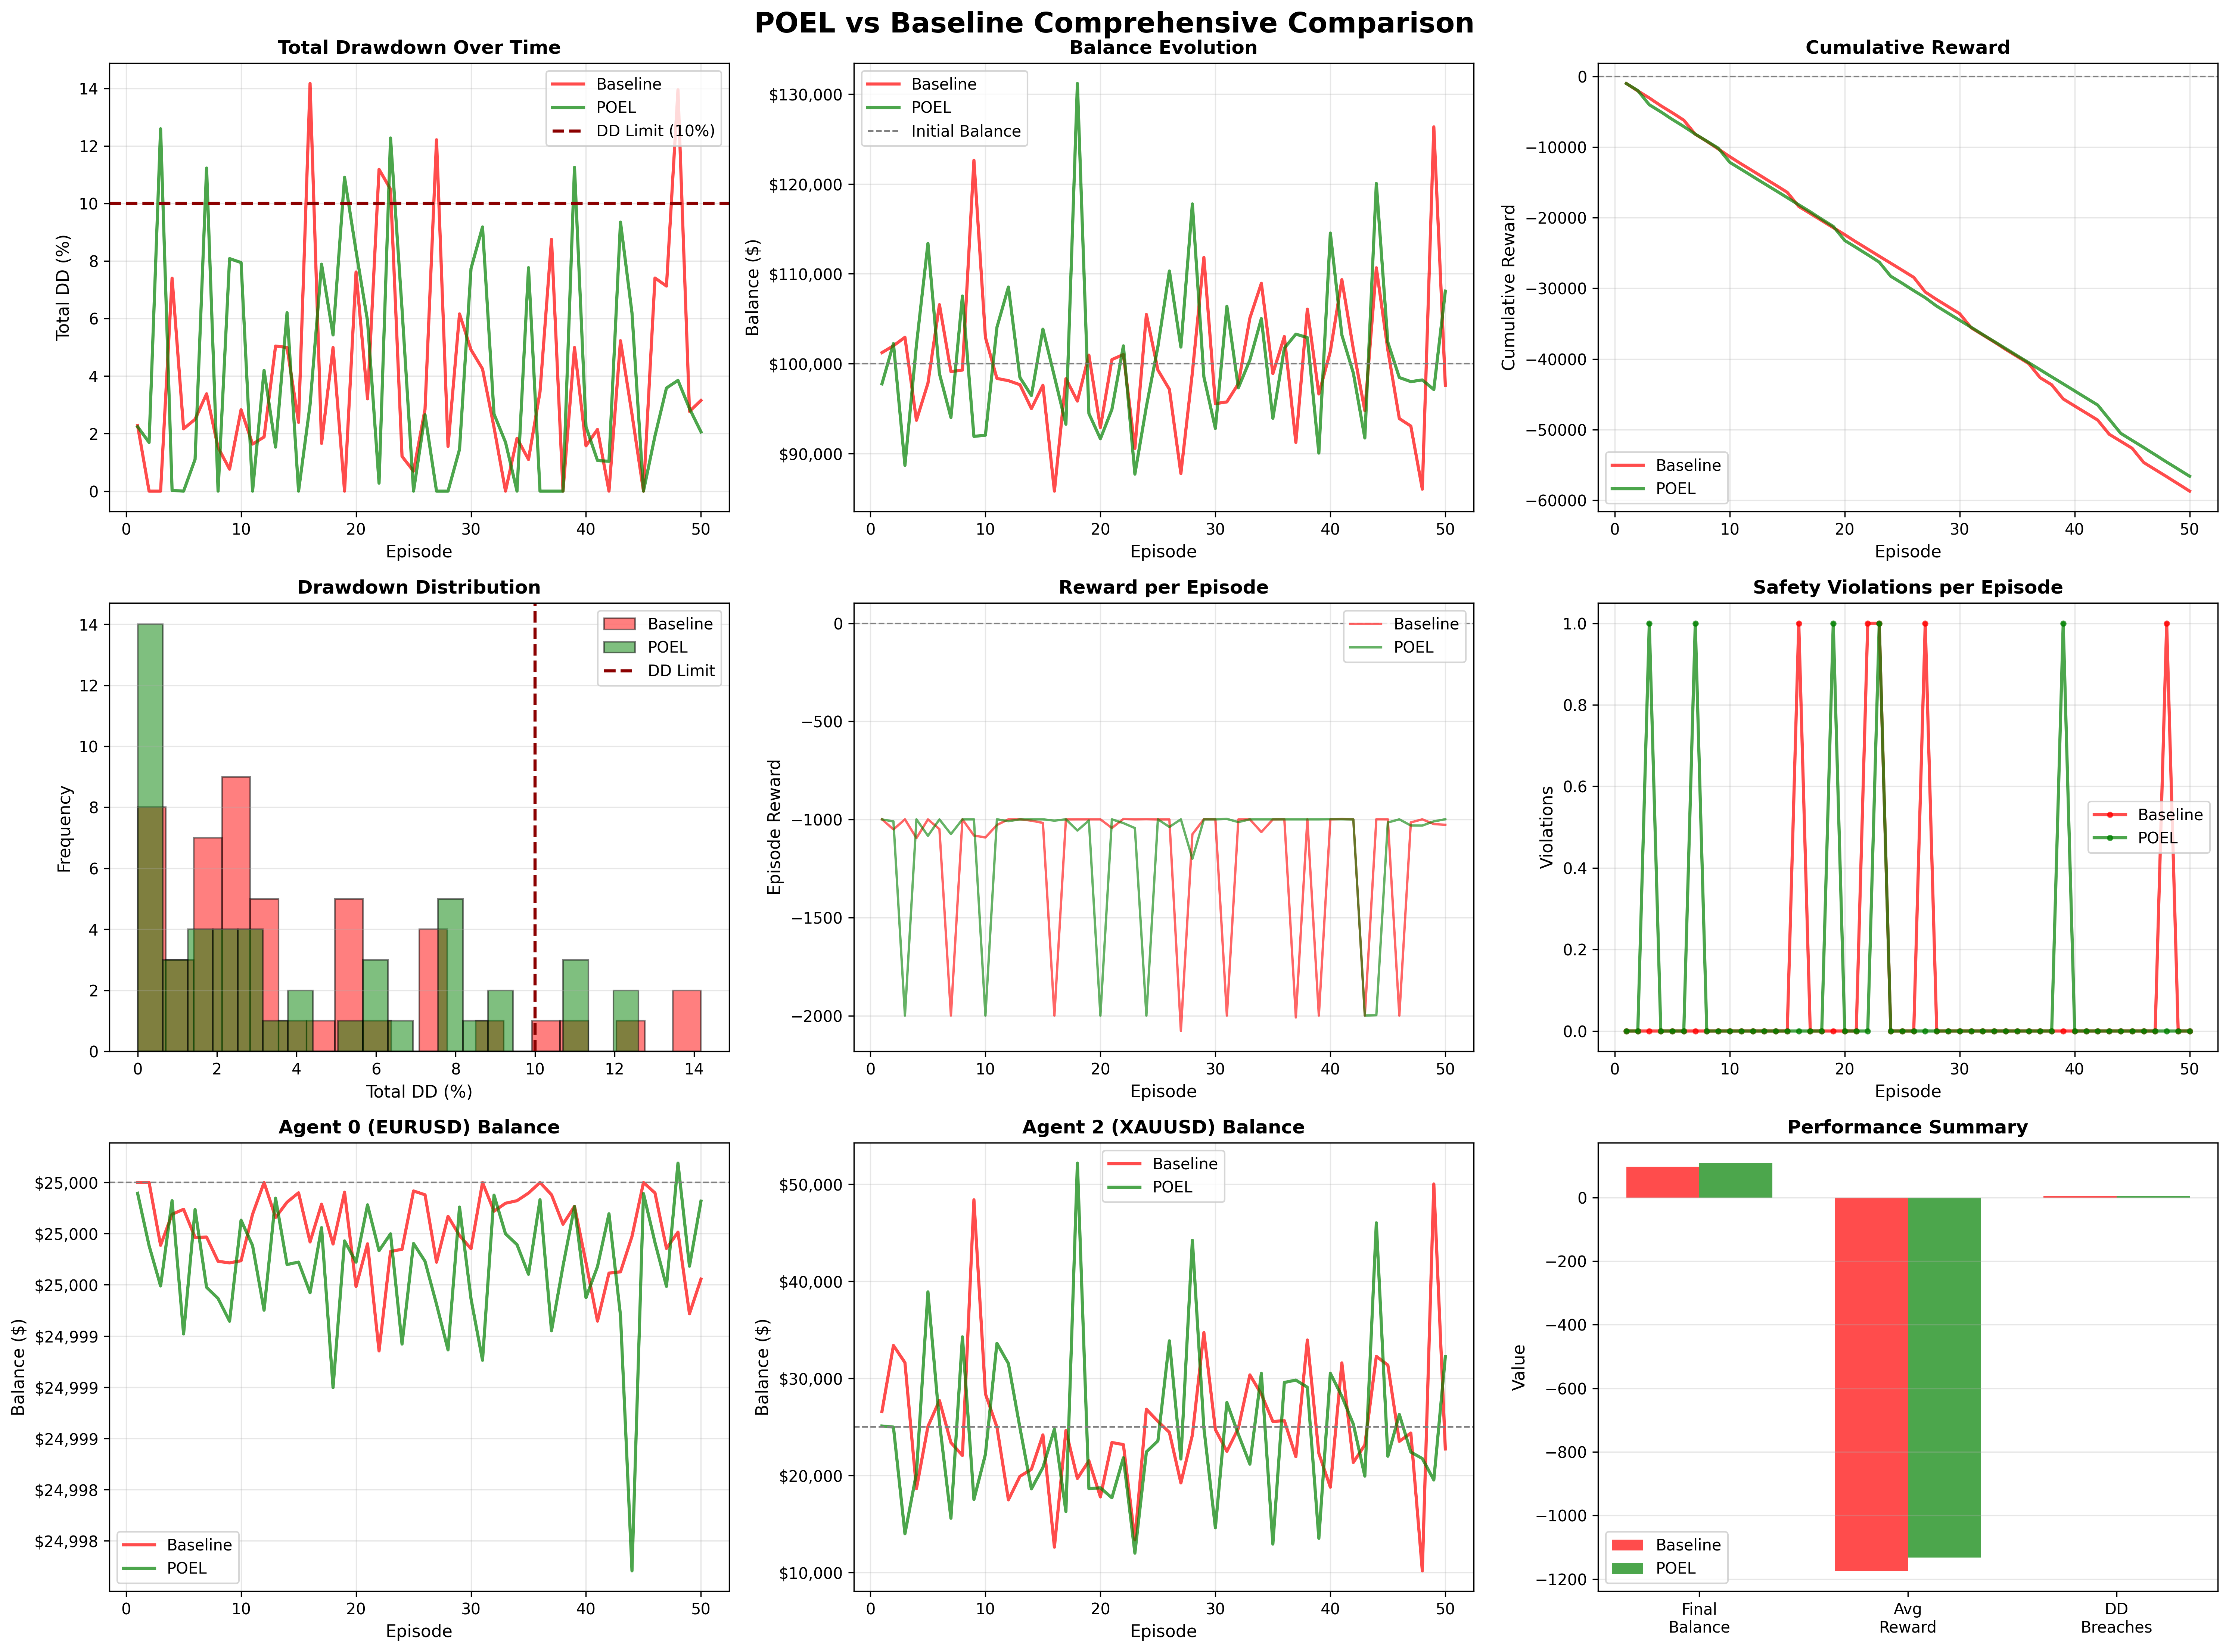 POEL vs Baseline Comprehensive Comparison
Total Drawdown Over Time
Total DD (%)
14
12
10
8
6
4
2
0
Baseline
POEL
DD Limit (10%)
0 10 20 30 40 50
Episode
Balance Evolution
Balance ($)
$130,000
$120,000
$110,000
$100,000
$90,000
Baseline
POEL
Initial Balance
0 10 20 30 40 50
Episode
Cumulative Reward
Cumulative Reward
0
−10000
−20000
−30000
−40000
−50000
−60000
Baseline
POEL
0 10 20 30 40 50
Episode
Drawdown Distribution
Frequency
14
12
10
8
6
4
2
0
Baseline
POEL
DD Limit
0 2 4 6 8 10 12 14
Total DD (%)
Reward per Episode
Episode Reward
0
−500
−1000
−1500
−2000
Baseline
POEL
0 10 20 30 40 50
Episode
Safety Violations per Episode
Violations
1.0
0.8
0.6
0.4
0.2
0.0
Baseline
POEL
0 10 20 30 40 50
Episode
Agent 0 (EURUSD) Balance
Balance ($)
$25,000
$25,000
$25,000
$24,999
$24,999
$24,999
$24,998
$24,998
Baseline
POEL
0 10 20 30 40 50
Episode
Agent 2 (XAUUSD) Balance
Balance ($)
$50,000
$40,000
$30,000
$20,000
$10,000
Baseline
POEL
0 10 20 30 40 50
Episode
Performance Summary
Value
0
−200
−400
−600
−800
−1000
−1200
Baseline
POEL
Final
Balance
Avg
Reward
DD
Breaches